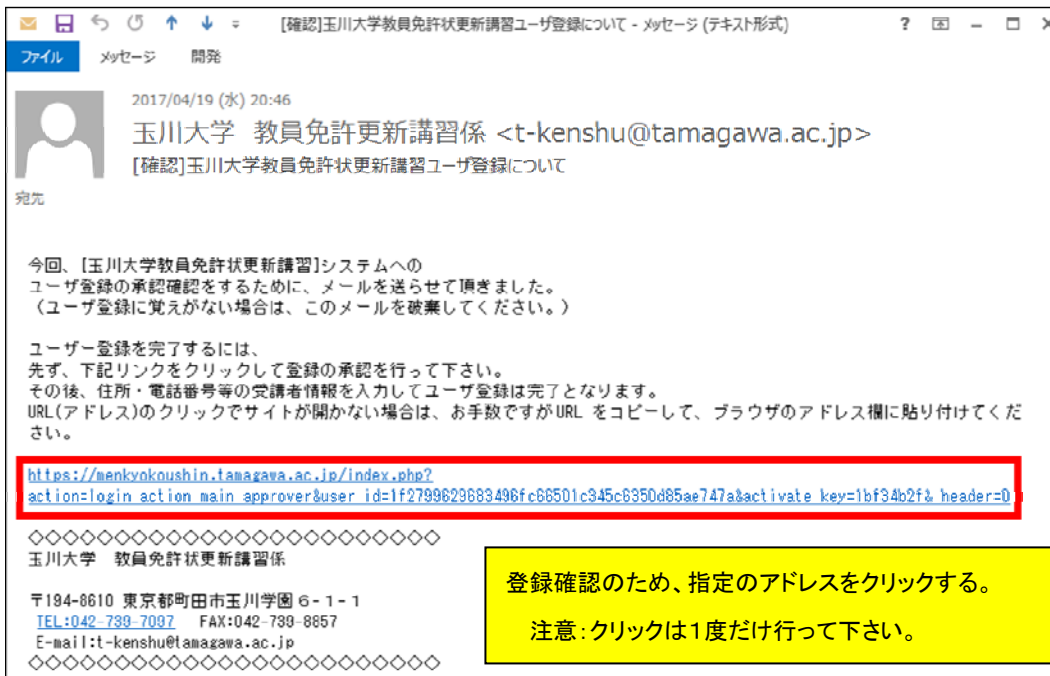 [確認]玉川大学教員免許状更新講習ユーザ登録について - メッセージ (テキスト形式)
ファイル メッセージ 開発
2017/04/19 (水) 20:46
玉川大学 教員免許更新講習係 <t-kenshu@tamagawa.ac.jp>
[確認]玉川大学教員免許状更新講習ユーザ登録について
宛先
今回、[玉川大学教員免許状更新講習]システムへの
ユーザ登録の承認確認をするために、メールを送らせて頂きました。
（ユーザ登録に覚えがない場合は、このメールを破棄してください。）
ユーザー登録を完了するには、
先ず、下記リンクをクリックして登録の承認を行って下さい。
その後、住所・電話番号等の受講者情報を入力してユーザ登録は完了となります。
URL(アドレス)のクリックでサイトが開かない場合は、お手数ですがURL をコピーして、ブラウザのアドレス欄に貼り付けてくだ
さい。
https://menkyokoushin.tamagawa.ac.jp/index.php?
action=login_action_main_approver&user_id=1f2799629683496fc66501c345c6350d85ae747a&activate_key=1bf34b2f&_header=0
◇◇◇◇◇◇◇◇◇◇◇◇◇◇◇◇◇◇◇◇◇◇◇◇
玉川大学 教員免許状更新講習係
〒194-8610 東京都町田市玉川学園６-１-１
TEL:042-739-7097 FAX:042-739-8857
E-mail:t-kenshu@tamagawa.ac.jp
◇◇◇◇◇◇◇◇◇◇◇◇◇◇◇◇◇◇◇◇◇◇◇◇
登録確認のため、指定のアドレスをクリックする。
注意：クリックは１度だけ行って下さい。